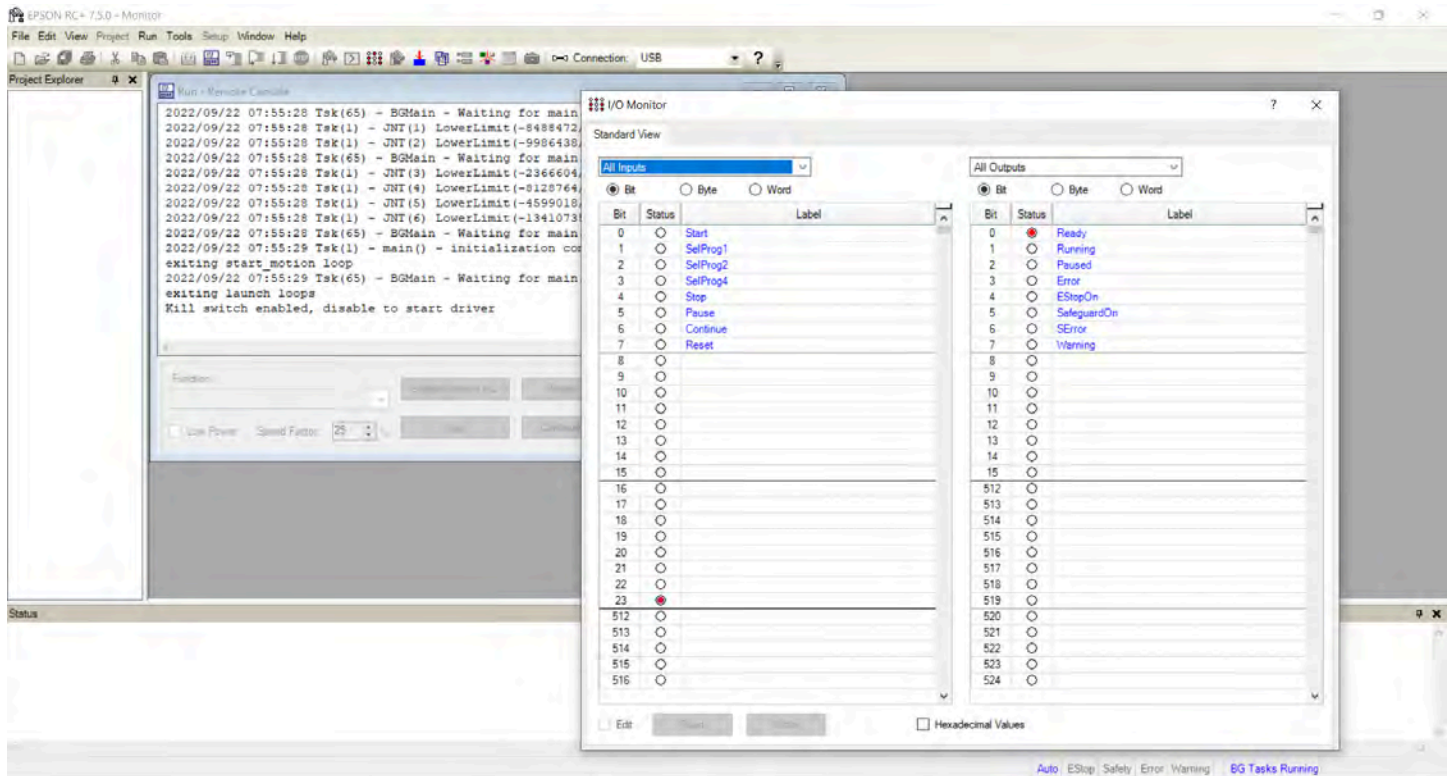 EPSON RC+ 7.5.0 - Monitor
File Edit View Project Run Tools Setup Window Help
Connection: USB
Project Explorer
Run - Remote Console
2022/09/22 07:55:28 Tsk(65) - BGMain - Waiting for main
2022/09/22 07:55:28 Tsk(1) - JNT(1) LowerLimit(-8488472/
2022/09/22 07:55:28 Tsk(1) - JNT(2) LowerLimit(-9986438/
2022/09/22 07:55:28 Tsk(65) - BGMain - Waiting for main
2022/09/22 07:55:28 Tsk(1) - JNT(3) LowerLimit(-2366604/
2022/09/22 07:55:28 Tsk(1) - JNT(4) LowerLimit(-8128764/
2022/09/22 07:55:28 Tsk(1) - JNT(5) LowerLimit(-4599018/
2022/09/22 07:55:28 Tsk(1) - JNT(6) LowerLimit(-1341073
2022/09/22 07:55:28 Tsk(65) - BGMain - Waiting for main
2022/09/22 07:55:29 Tsk(1) - main() - initialization
exiting start_motion loop
2022/09/22 07:55:29 Tsk(65) - BGMain - Waiting for main
exiting launch loops
Kill switch enabled, disable to start driver
Function:
Low Power Speed Factor: 25 %
Status
I/O Monitor
Standard View
All Inputs
Bit Byte Word
Bit Status Label
0 Start
1 SelProg1
2 SelProg2
3 SelProg4
4 Stop
5 Pause
6 Continue
7 Reset
8
9
10
11
12
13
14
15
16
17
18
19
20
21
22
23
512
513
514
515
516
All Outputs
Bit Byte Word
Bit Status Label
0 Ready
1 Running
2 Paused
3 Error
4 EStopOn
5 SafeguardOn
6 SError
7 Warning
8
9
10
11
12
13
14
15
512
513
514
515
516
517
518
519
520
521
522
523
524
Edit
Hexadecimal Values
Auto EStop Safety Error Warning BG Tasks Running